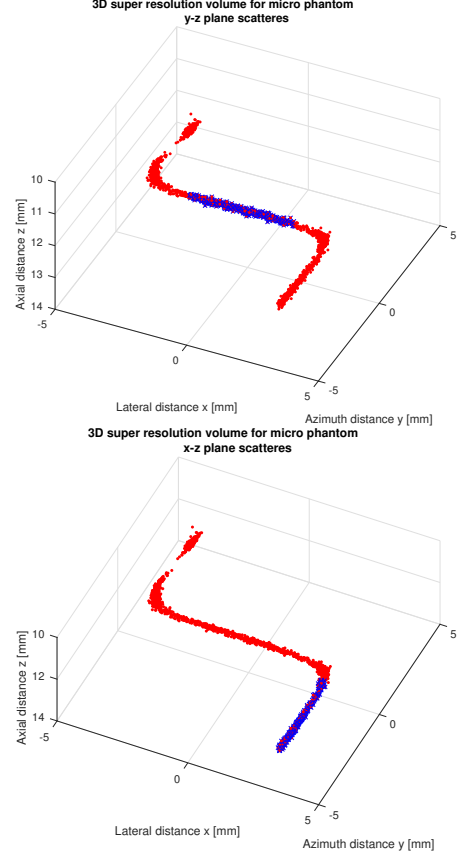 3D super resolution volume for micro phantom
y-z plane scatteres
10
11
12
13
14
Axial distance z [mm]
-5
0
5
Lateral distance x [mm]
-5
0
5
Azimuth distance y [mm]
3D super resolution volume for micro phantom
x-z plane scatteres
10
12
14
Axial distance z [mm]
-5
0
5
Lateral distance x [mm]
-5
0
5
Azimuth distance y [mm]